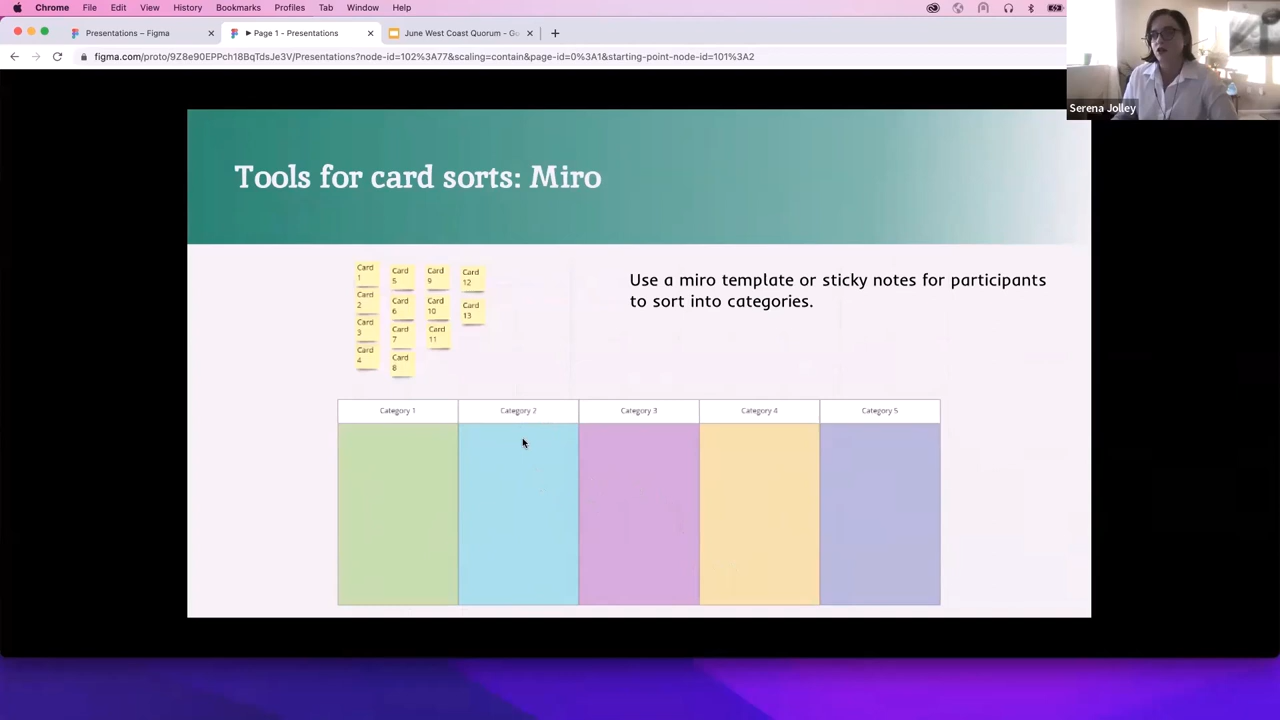 Chrome File Edit View History Bookmarks Profiles Tab Window Help
Presentations – Figma
Page 1 - Presentations
June West Coast Quorum - Go
figma.com/proto/9Z8e90EPPch18BqTdsJe3V/Presentations?node-id=102%3A77&scaling=contain&page-id=0%3A1&starting-point-node-id=101%3A2
Serena Jolley
Tools for card sorts: Miro
Use a miro template or sticky notes for participants
to sort into categories.
Card
1
Card
2
Card
3
Card
4
Card
5
Card
6
Card
7
Card
8
Card
9
Card
10
Card
11
Card
12
Card
13
Category 1
Category 2
Category 3
Category 4
Category 5